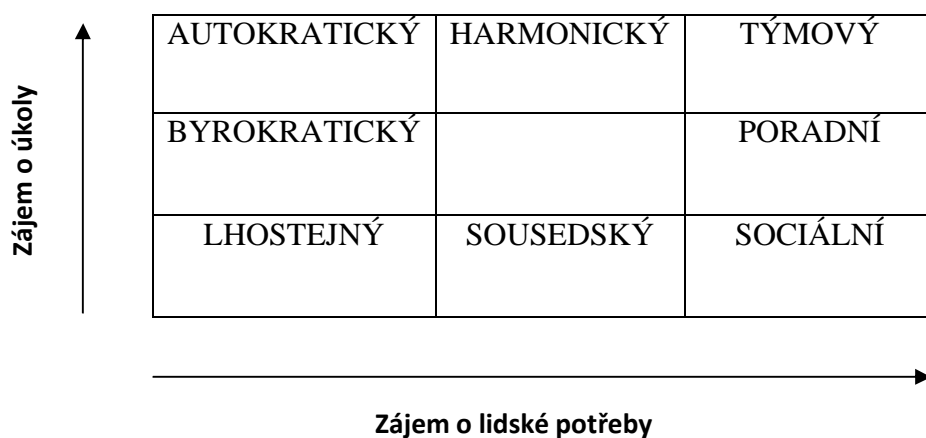 AUTOKRATICKÝ HARMONICKÝ TÝMOVÝ
Zájem o úkoly
BYROKRATICKÝ PORADNÍ
LHOSTEJNÝ SOUSEDSKÝ SOCIÁLNÍ
Zájem o lidské potřeby